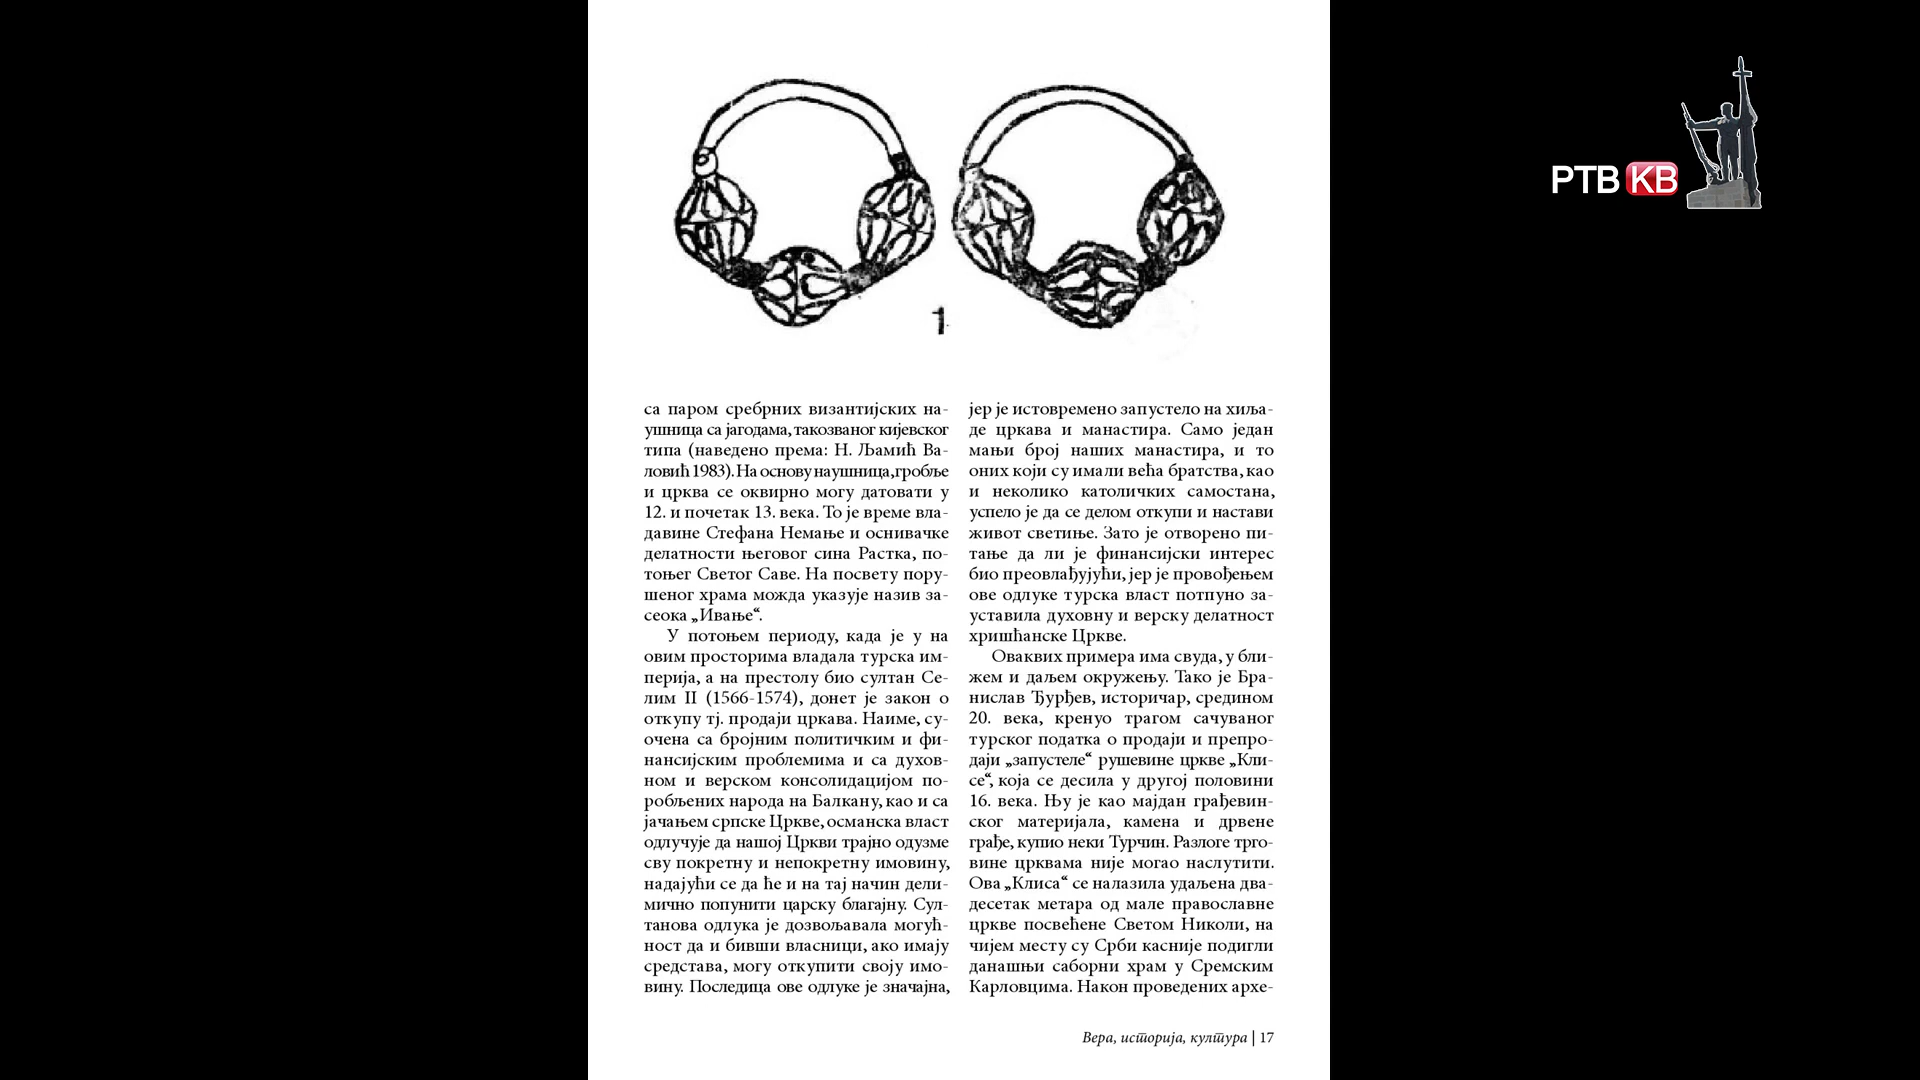 РТВ КВ
1
са паром сребрних византијских на-
ушница са јагодама, такозваног кијевског
типа (наведено према: Н. Љамић Ва-
ловић 1983). На основу наушница, гробље
и црква се оквирно могу датовати у
12. и почетак 13. века. То је време вла-
давине Стефана Немање и оснивачке
делатности његовог сина Растка, по-
тоњег Светог Саве. На посвету пору-
шеног храма можда указује назив за-
сеока „Ивање“.
У потоњем периоду, када је у на
овим просторима владала турска им-
перија, а на престолу био султан Се-
лим II (1566-1574), донет је закон о
откупу тј. продаји цркава. Наиме, су-
очена са бројним политичким и фи-
нансијским проблемима и са духов-
ном и верском консолидацијом по-
робљених народа на Балкану, као и са
јачањем српске Цркве, османска власт
одлучује да нашој Цркви трајно одузме
сву покретну и непокретну имовину,
надајући се да ће и на тај начин дели-
мично попунити царску благајну. Сул-
танова одлука је дозвољавала могућ-
ност да и бивши власници, ако имају
средстава, могу откупити своју имо-
вину. Последица ове одлуке је значајна,
јер је истовремено запустело на хиља-
де цркава и манастира. Само један
мањи број наших манастира, и то
оних који су имали већа братства, као
и неколико католичких самостана,
успело је да се делом откупи и настави
живот светиње. Зато је отворено пи-
тање да ли је финансијски интерес
био преовлађујући, јер је провођењем
ове одлуке турска власт потпуно за-
уставила духовну и верску делатност
хришћанске Цркве.
Оваквих примера има свуда, у бли-
жем и даљем окружењу. Тако је Бра-
нислав Ђурђев, историчар, средином
20. века, кренуо трагом сачуваног
турског податка о продаји и препро-
даји „запустеле“ рушевине цркве „Кли-
се“, која се десила у другој половини
16. века. Њу је као мајдан грађевин-
ског материјала, камена и дрвене
грађе, купио неки Турчин. Разлоге трго-
вине црквама није могао наслутити.
Ова „Клиса“ се налазила удаљена два-
десетак метара од мале православне
цркве посвећене Светом Николи, на
чијем месту су Срби касније подигли
данашњи саборни храм у Сремским
Карловцима. Након проведених архе-
Вера, историја, култура | 17